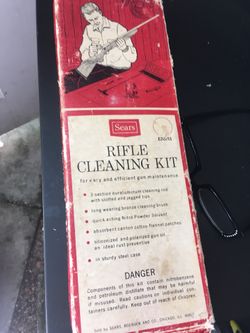 Sears
RIFLE
CLEANING KIT
for easy and efficient gun maintenance
3 section duraluminum cleaning rod
with slotted and jagged tips
long wearing bronze cleaning brush
quick acting Nitro Powder Solvent
absorbent canton cotton flannel patches
siliconized and polarized gun oil
an ideal rust preventive
in sturdy steel case
DANGER
Components of this kit contain nitrobenzene
and petroleum distillate that may be harmful
if misused. Read cautions on individual con-
tainers carefully. Keep out of reach of children.
Sold by SEARS, ROEBUCK AND CO., CHICAGO, ILL.